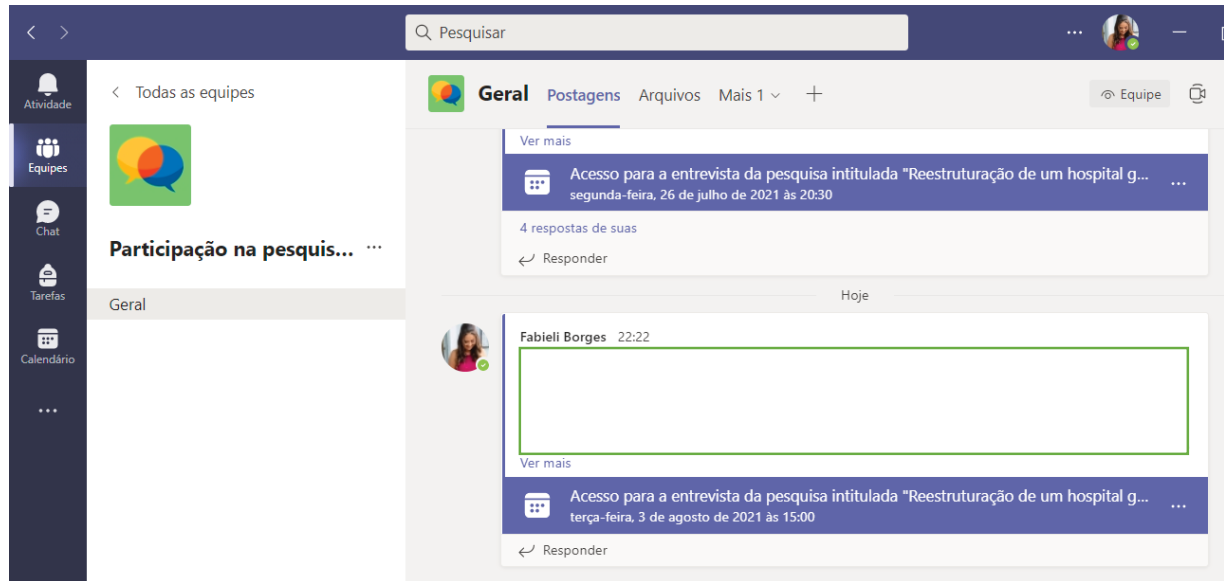 Pesquisar
Atividade
Equipes
Chat
Tarefas
Calendário
Todas as equipes
Participação na pesquis...
Geral
Geral Postagens Arquivos Mais 1
Equipe
Ver mais
Acesso para a entrevista da pesquisa intitulada "Reestruturação de um hospital g...
segunda-feira, 26 de julho de 2021 às 20:30
4 respostas de suas
Responder
Hoje
Fabieli Borges 22:22
Ver mais
Acesso para a entrevista da pesquisa intitulada "Reestruturação de um hospital g...
terça-feira, 3 de agosto de 2021 às 15:00
Responder